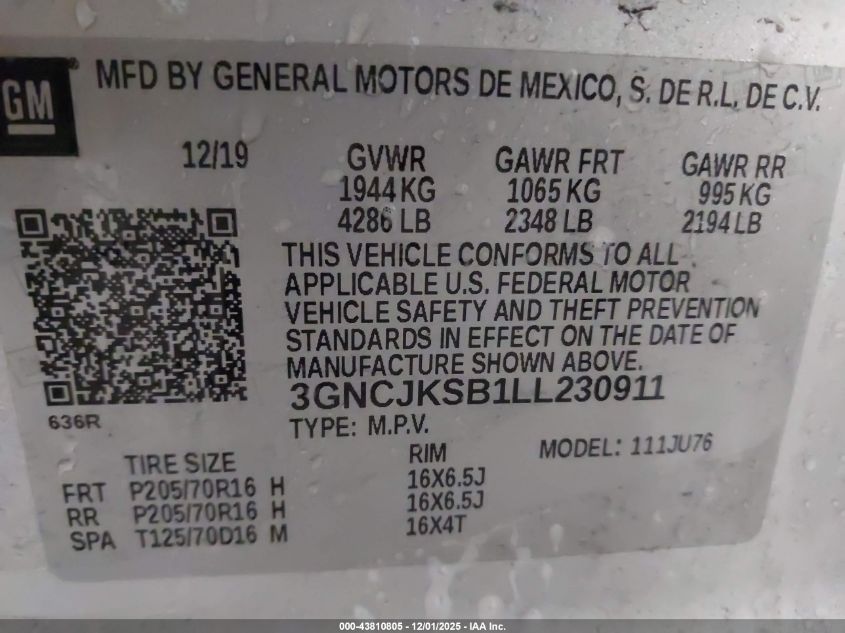 GM
MFD BY GENERAL MOTORS DE MEXICO, S. DE R.L. DE C.V.
12/19 GVWR GAWR FRT GAWR RR
1944 KG 1065 KG 995 KG
4286 LB 2348 LB 2194 LB
THIS VEHICLE CONFORMS TO ALL
APPLICABLE U.S. FEDERAL MOTOR
VEHICLE SAFETY AND THEFT PREVENTION
STANDARDS IN EFFECT ON THE DATE OF
MANUFACTURE SHOWN ABOVE.
3GNCJKSB1LL230911
636R
TYPE: M.P.V.
TIRE SIZE RIM MODEL: 111JU76
FRT P205/70R16 H 16X6.5J
RR P205/70R16 H 16X6.5J
SPA T125/70D16 M 16X4T
000-43810805 - 12/01/2025 - IAA Inc.